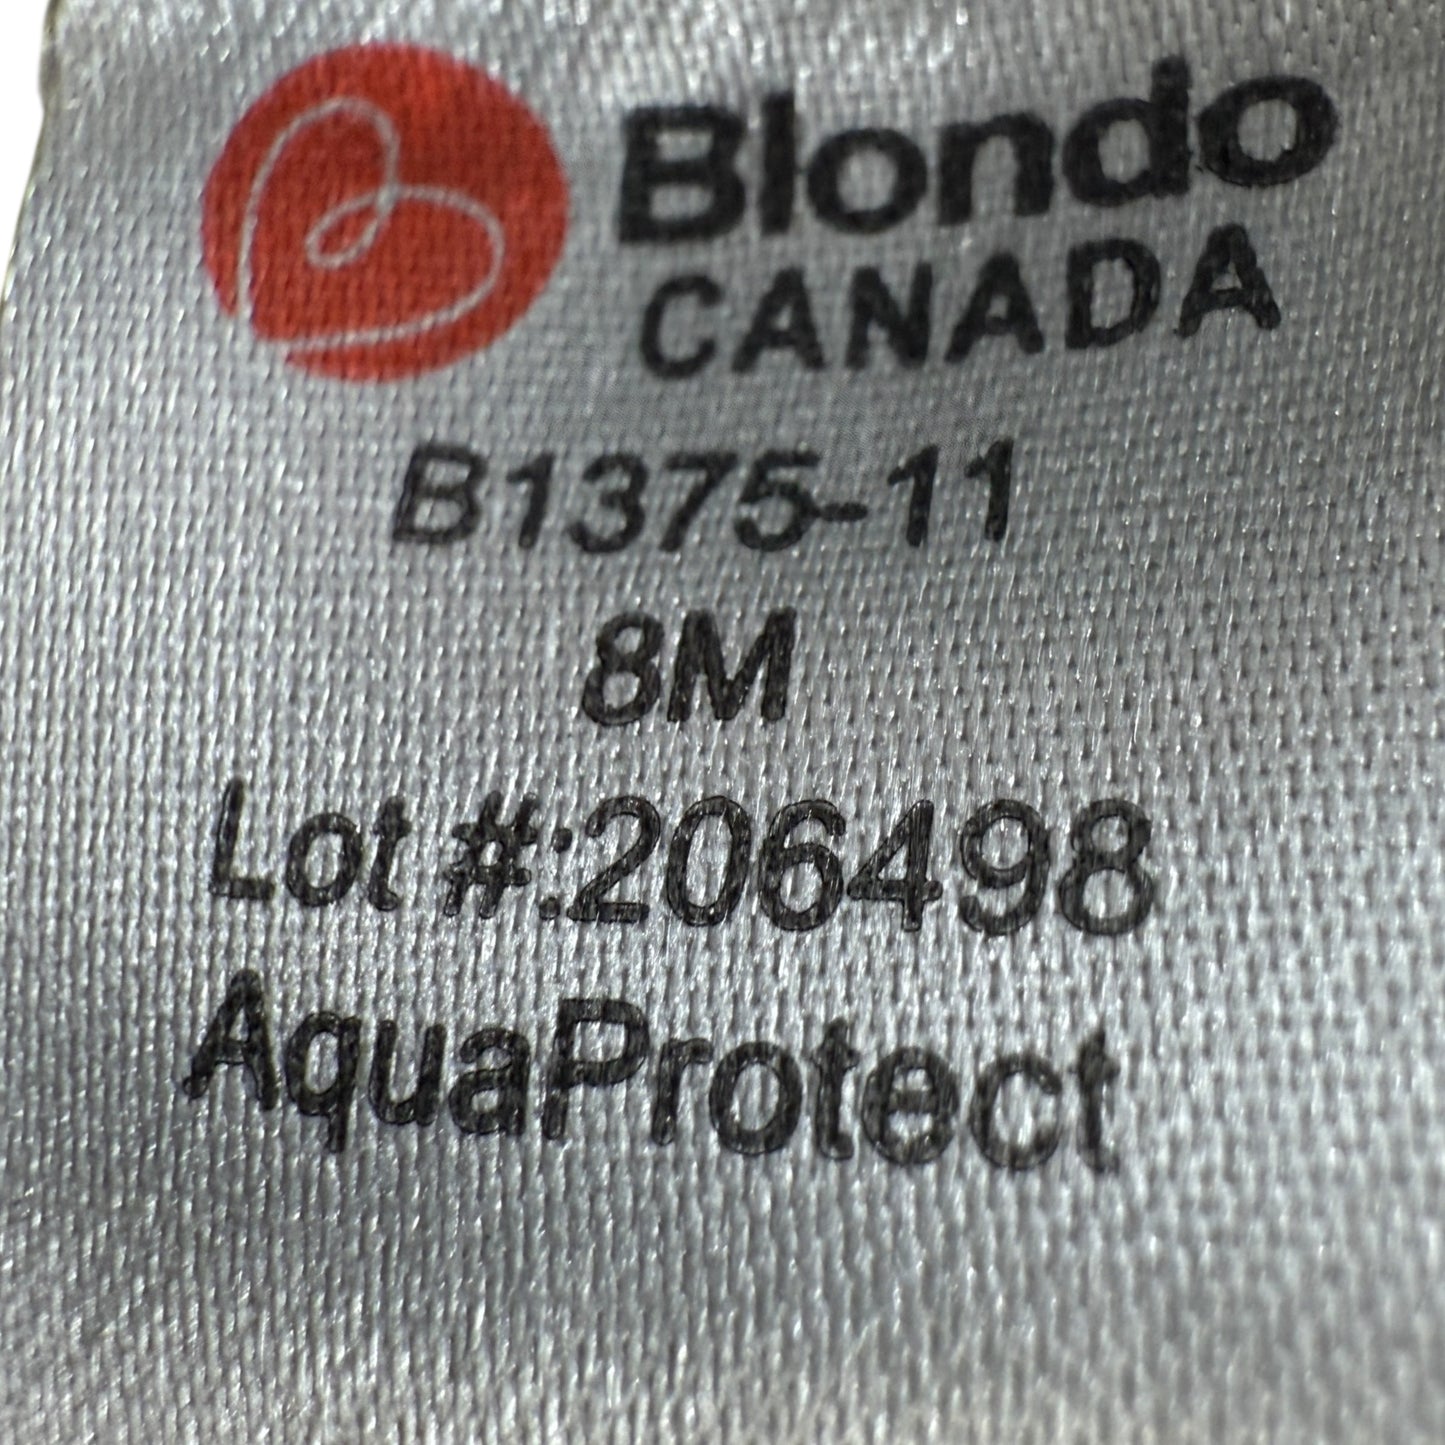 Blondo
CANADA
B1375-11
8M
Lot #:206498
AquaProtect